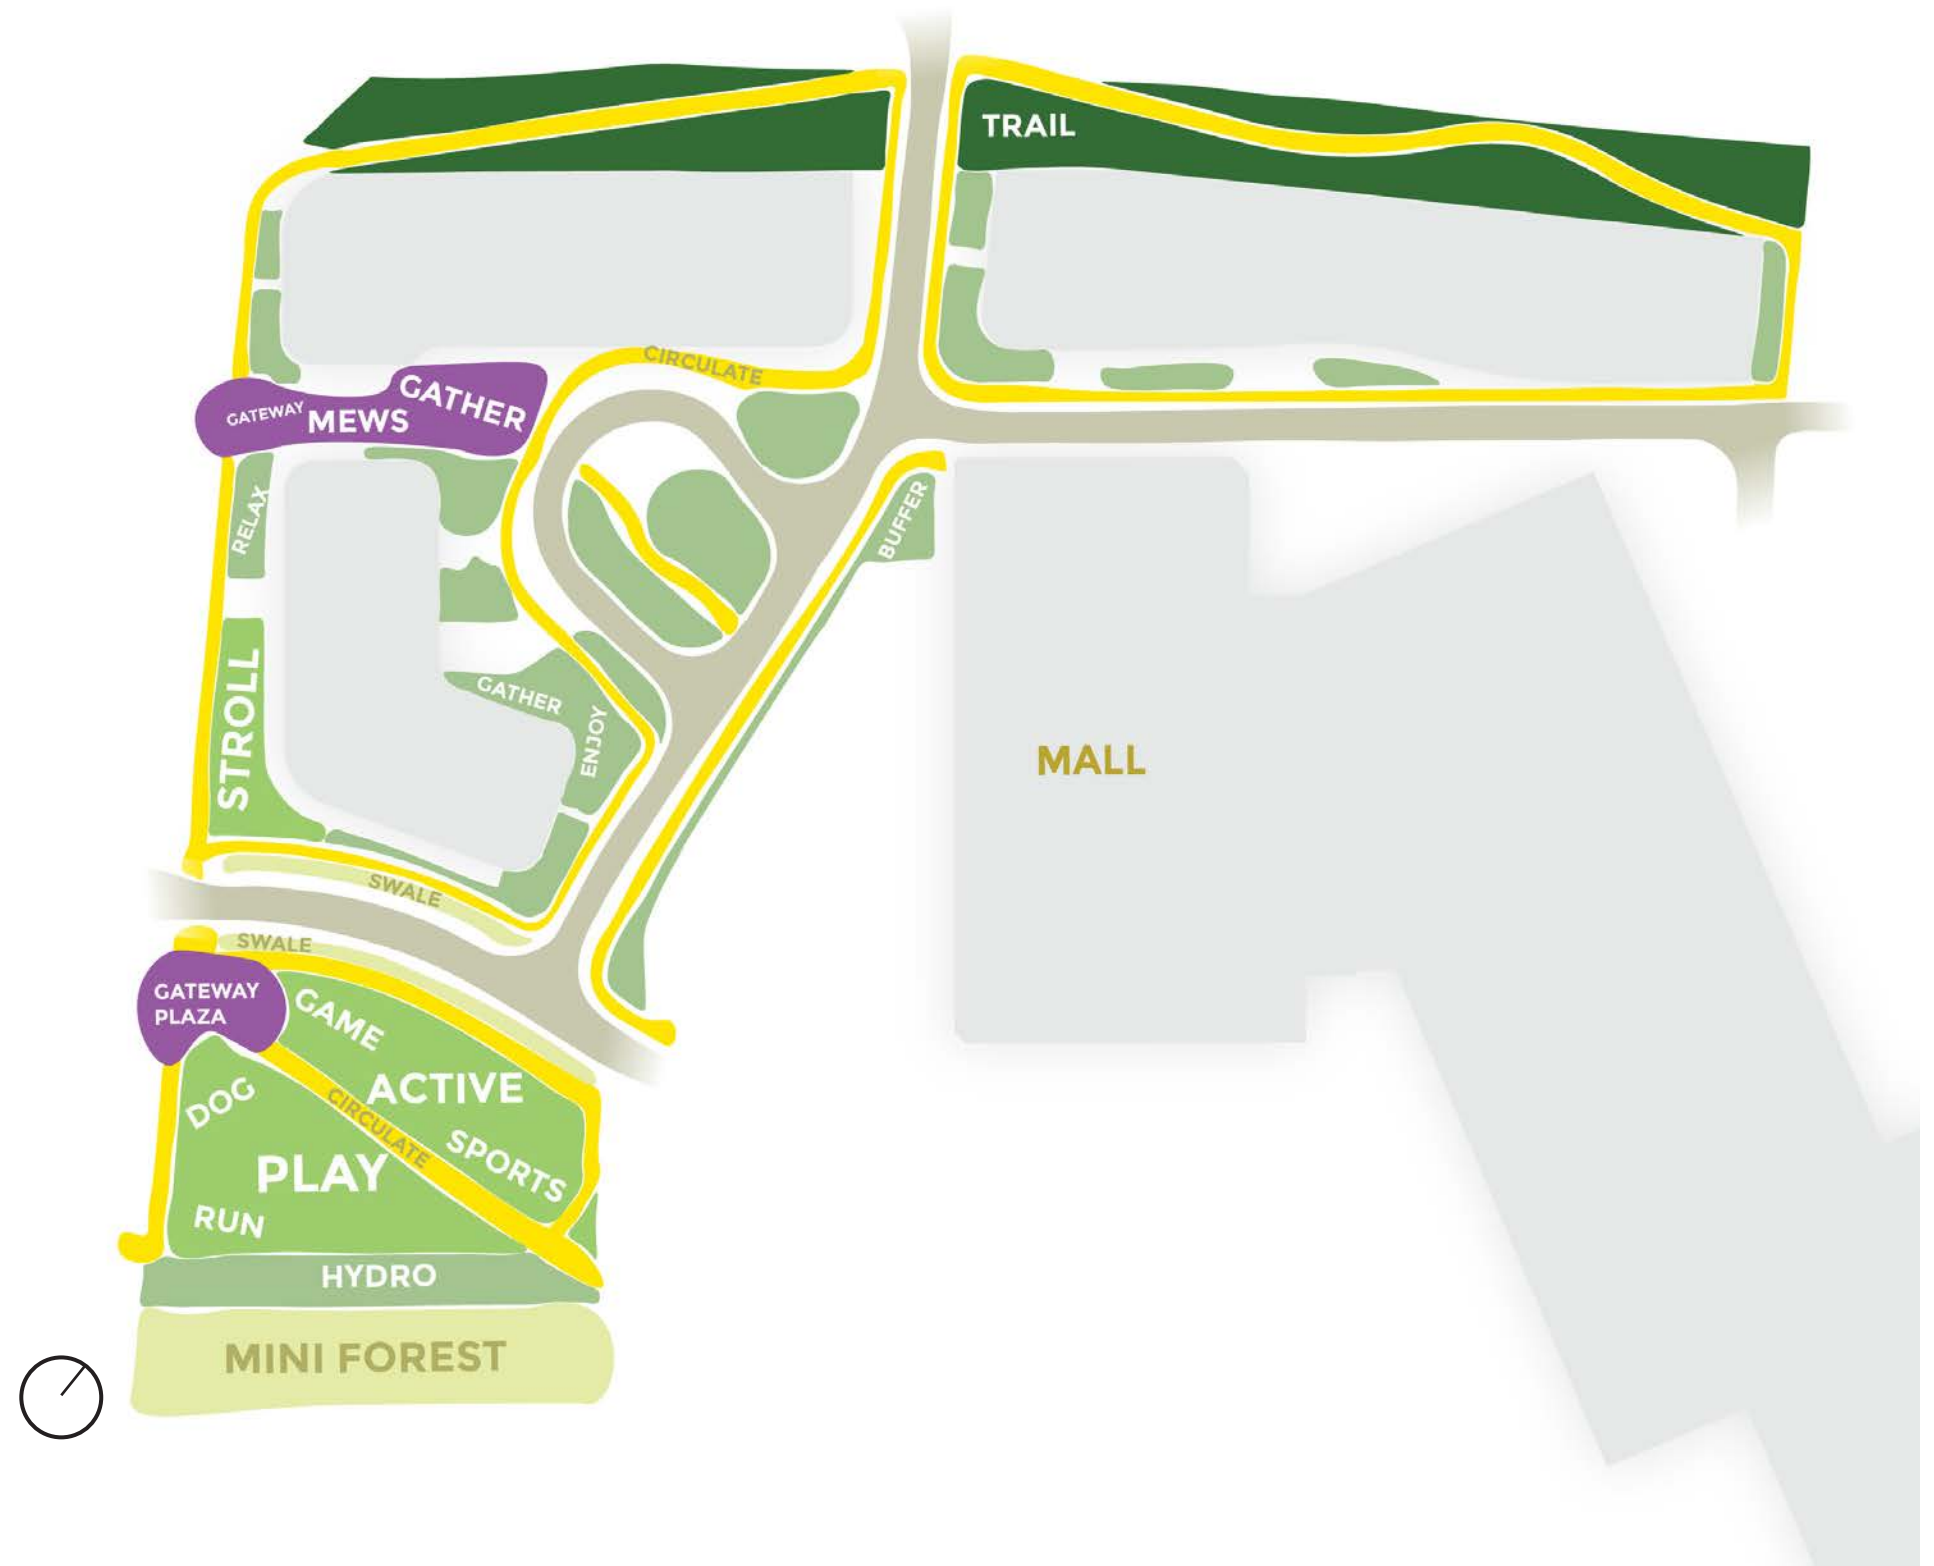 TRAIL
CIRCULATE
GATEWAY
MEWS
GATHER
RELAX
BUFFER
STROLL
GATHER
ENJOY
MALL
SWALE
SWALE
GATEWAY
PLAZA
GAME
ACTIVE
SPORTS
CIRCULATE
DOG
PLAY
RUN
HYDRO
MINI FOREST